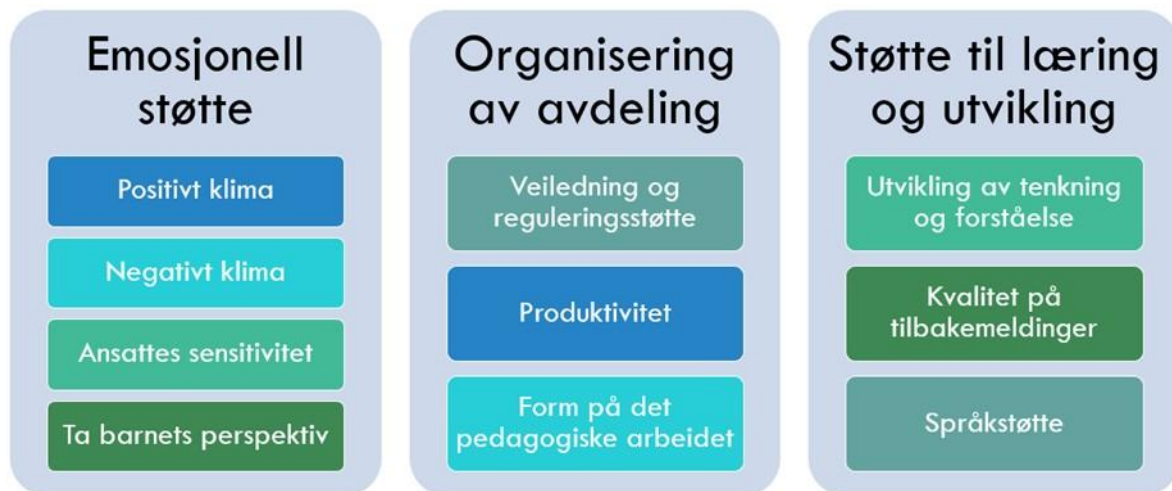 Emosjonell
støtte
Positivt klima
Negativt klima
Ansattes sensitivitet
Ta barnets perspektiv
Organisering
av avdeling
Veiledning og
reguleringsstøtte
Produktivitet
Form på det
pedagogiske arbeidet
Støtte til læring
og utvikling
Utvikling av tenkning
og forståelse
Kvalitet på
tilbakemeldinger
Språkstøtte